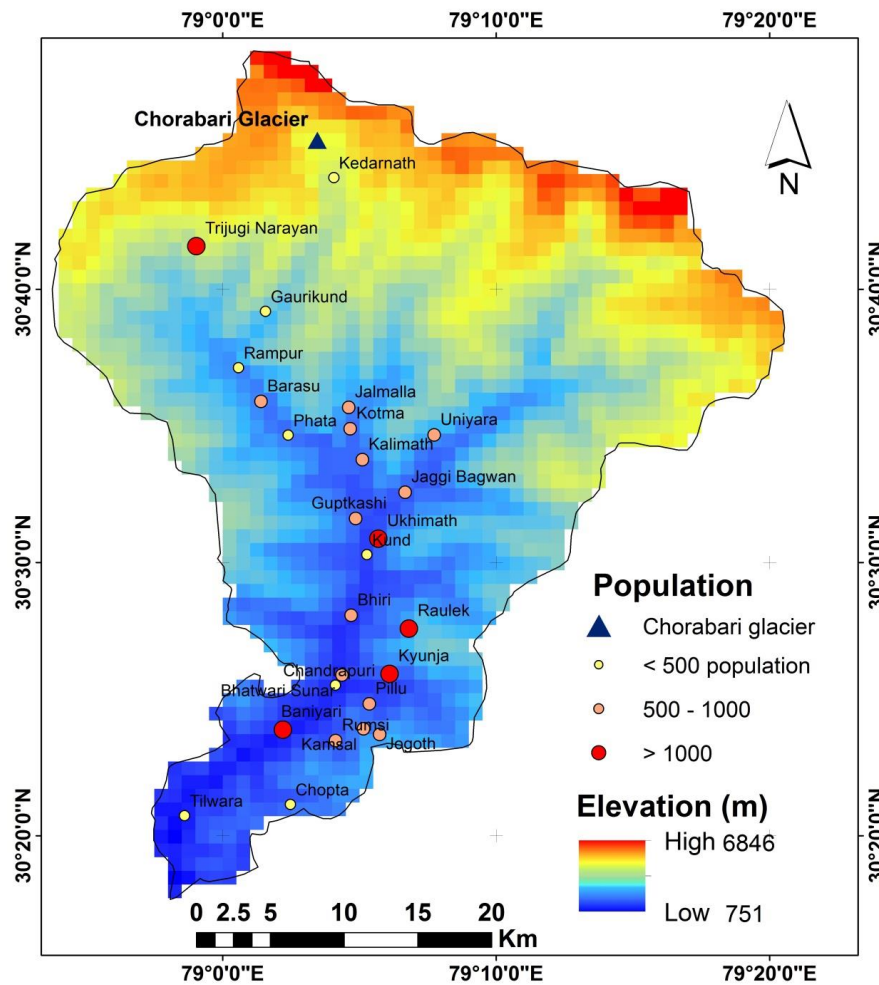 79°0'0"E 79°10'0"E 79°20'0"E
Chorabari Glacier
N
Kedarnath
Trijugi Narayan
30°40'0"N 30°40'0"N
Gaurikund
Rampur
Barasu
Jalmalla
Kotma
Phata
Uniyara
Kalimath
Jaggi Bagwan
Guptkashi
Ukhimath
Kund
30°30'0"N 30°30'0"N
Population
Bhiri
Raulek
Chorabari glacier
Kyunja
< 500 population
Chandrapuri
Bhatwari Sunar
Pillu
500 - 1000
Baniyari
Rumsi
Kamsal
Jogoth
> 1000
Chopta
Tilwara
Elevation (m)
30°20'0"N 30°20'0"N
High 6846
Low 751
0 2.5 5 10 15 20
Km
79°0'0"E 79°10'0"E 79°20'0"E